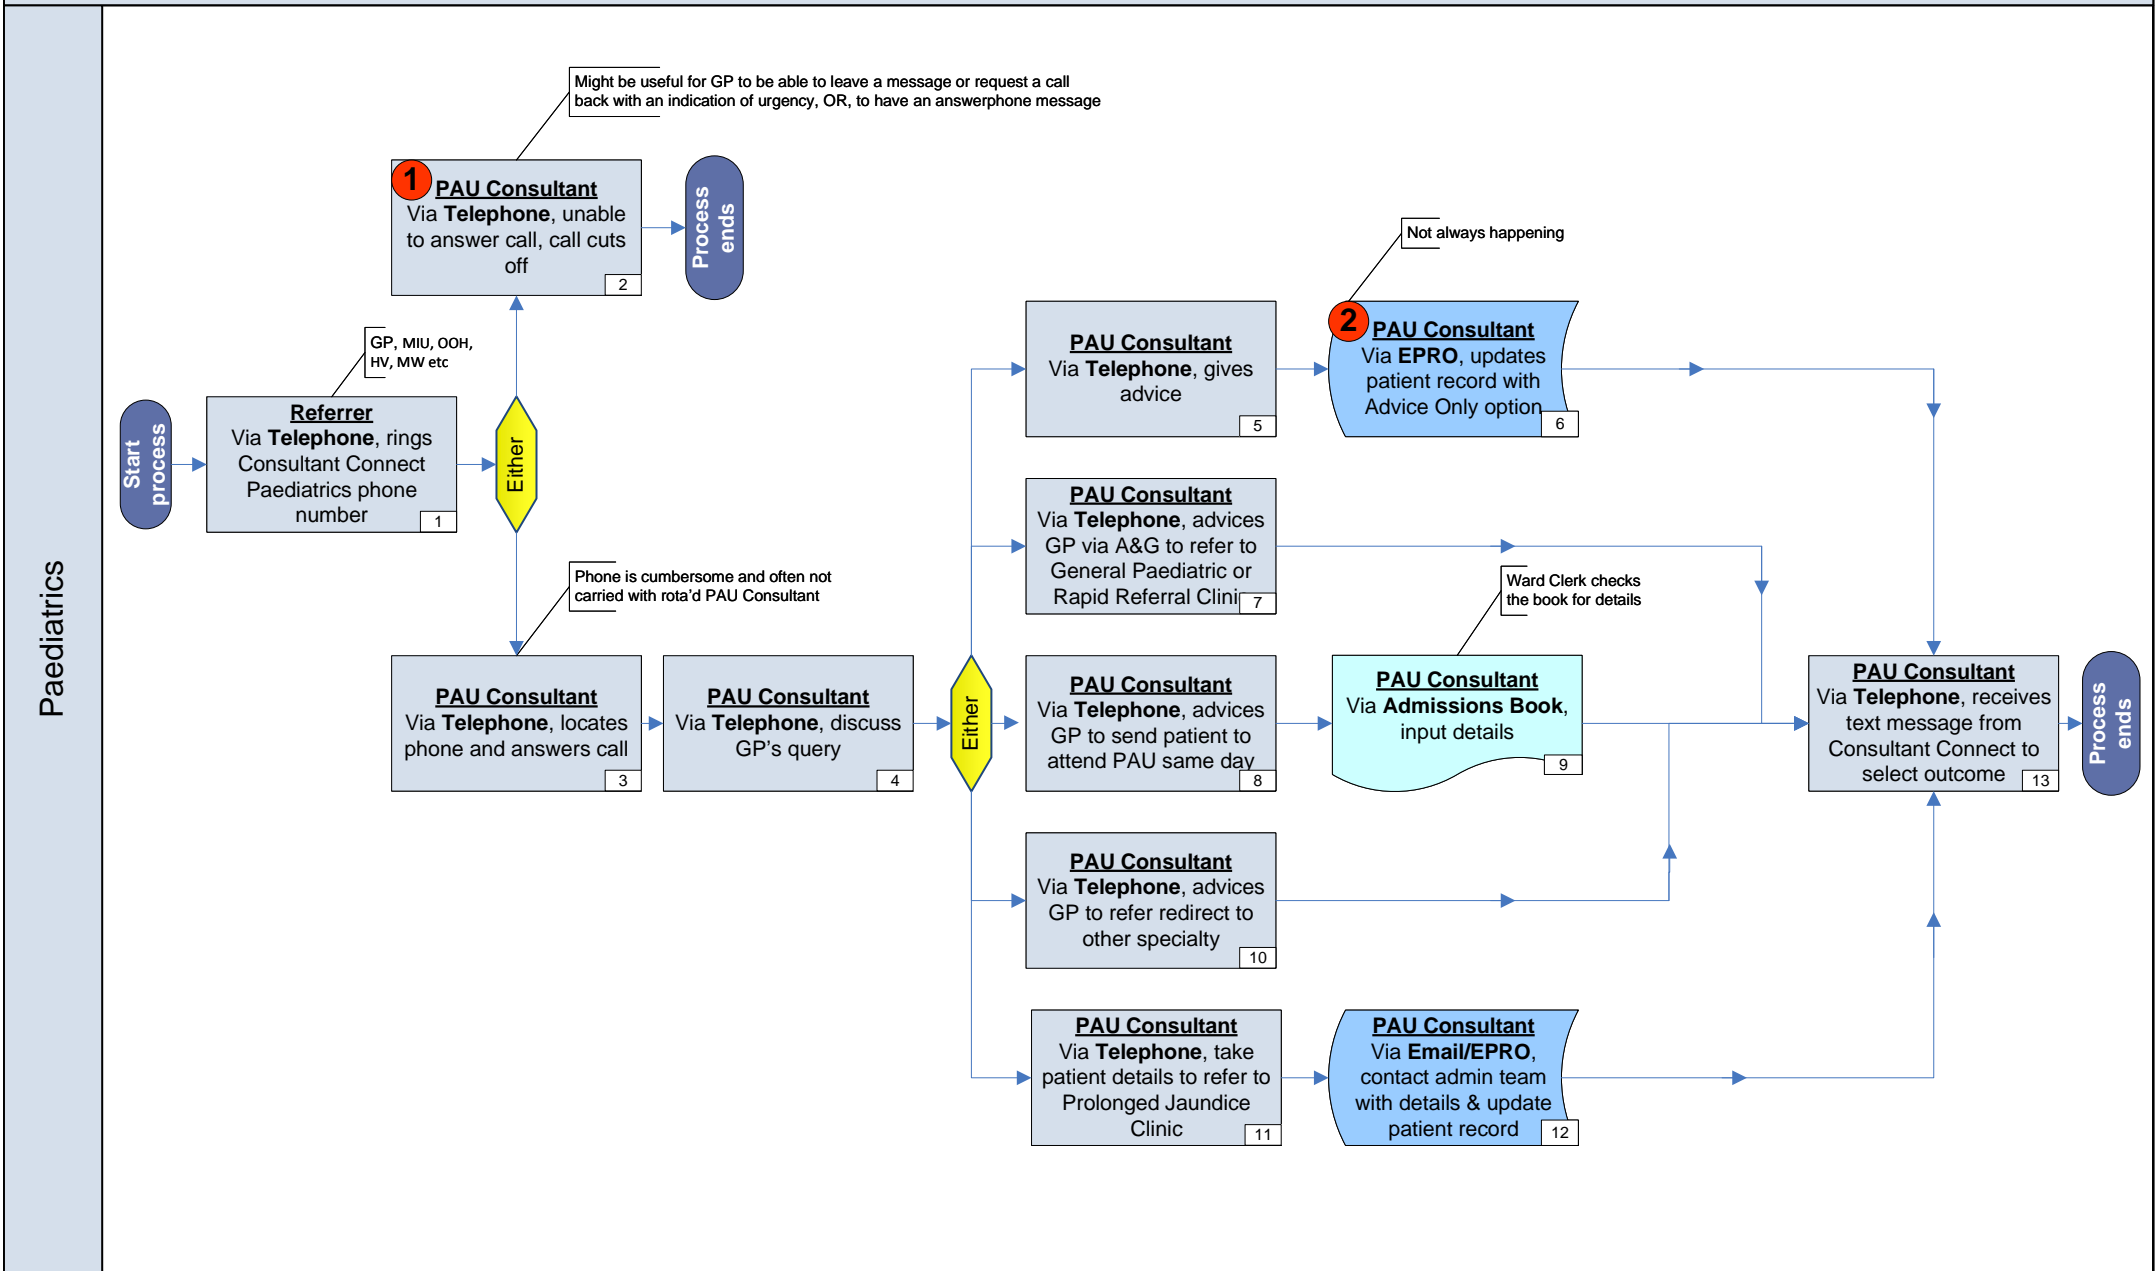 Paediatrics
Might be useful for GP to be able to leave a message or request a call
back with an indication of urgency, OR, to have an answerphone message
1
PAU Consultant
Via Telephone, unable
to answer call, call cuts
off
2
Process
ends
GP, MIU, OOH,
HV, MW etc
Start
process
Referrer
Via Telephone, rings
Consultant Connect
Paediatrics phone
number
1
Either
Phone is cumbersome and often not
carried with rota'd PAU Consultant
PAU Consultant
Via Telephone, locates
phone and answers call
3
PAU Consultant
Via Telephone, discuss
GP's query
4
Either
PAU Consultant
Via Telephone, gives
advice
5
Not always happening
2
PAU Consultant
Via EPRO, updates
patient record with
Advice Only option
6
PAU Consultant
Via Telephone, advices
GP via A&G to refer to
General Paediatric or
Rapid Referral Clinic
7
PAU Consultant
Via Telephone, advices
GP to send patient to
attend PAU same day
8
Ward Clerk checks
the book for details
PAU Consultant
Via Admissions Book,
input details
9
PAU Consultant
Via Telephone, advices
GP to refer redirect to
other specialty
10
PAU Consultant
Via Telephone, take
patient details to refer to
Prolonged Jaundice
Clinic
11
PAU Consultant
Via Email/EPRO,
contact admin team
with details & update
patient record
12
PAU Consultant
Via Telephone, receives
text message from
Consultant Connect to
select outcome
13
Process
ends